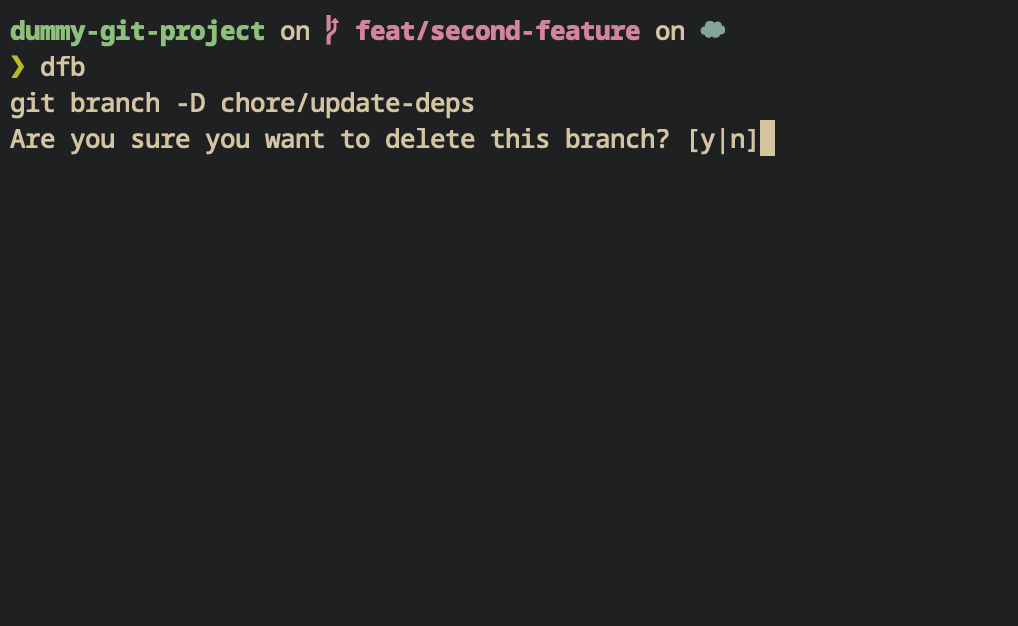 dummy-git-project on feat/second-feature on
❯ dfb
git branch -D chore/update-deps
Are you sure you want to delete this branch? [y|n]